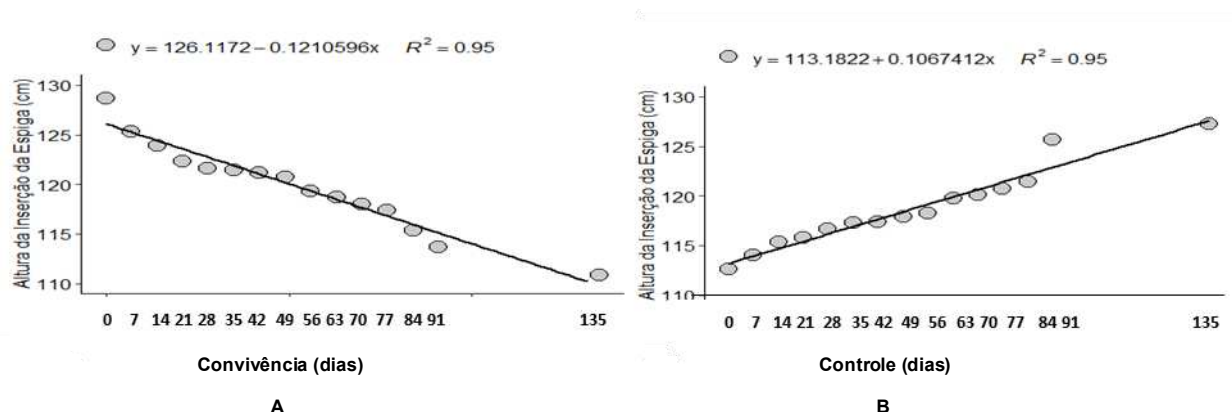 y = 126.1172 − 0.1210596x R² = 0.95
Altura da Inserção da Espiga (cm)
130
125
120
115
110
0 7 14 21 28 35 42 49 56 63 70 77 84 91 135
Convivência (dias)
A
y = 113.1822 + 0.1067412x R² = 0.95
Altura da Inserção da Espiga (cm)
130
125
120
115
110
0 7 14 21 28 35 42 49 56 63 70 77 84 91 135
Controle (dias)
B